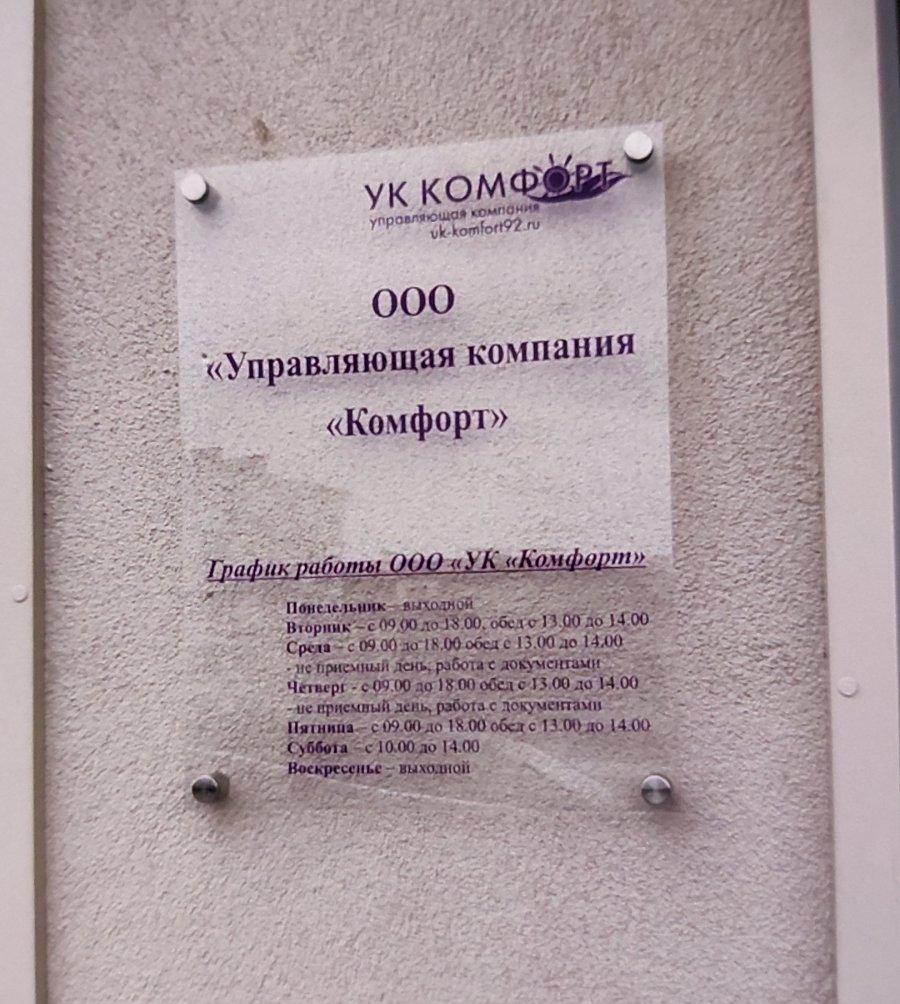 УК КОМФОРТ
управляющая компания
uk-komfort92.ru
ООО
«Управляющая компания
«Комфорт»
График работы ООО «УК «Комфорт»
Понедельник – выходной
Вторник – с 09.00 до 18.00, обед с 13.00 до 14.00
Среда – с 09.00 до 18.00 обед с 13.00 до 14.00
- не приемный день, работа с документами
Четверг - с 09.00 до 18.00 обед с 13.00 до 14.00
- не приемный день, работа с документами
Пятница – с 09.00 до 18.00 обед с 13.00 до 14.00
Суббота – с 10.00 до 14.00
Воскресенье – выходной